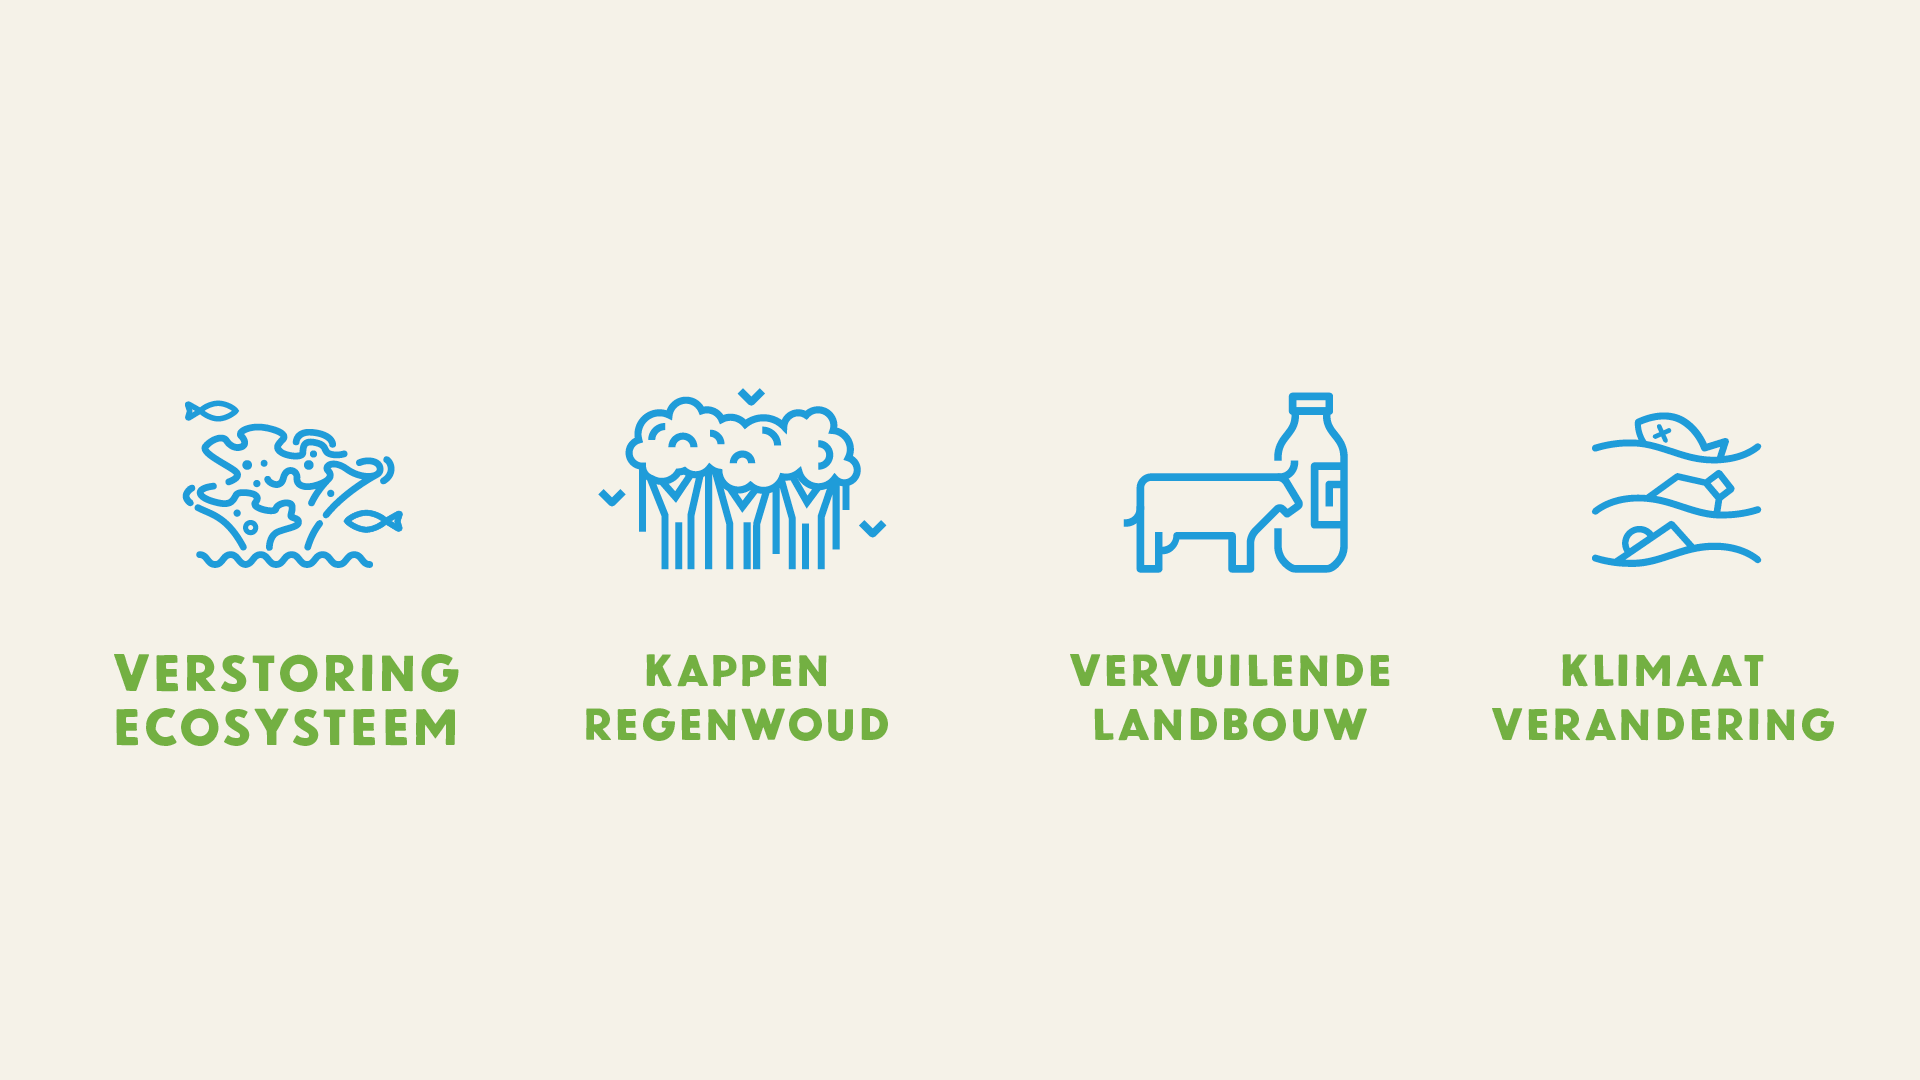 VERSTORING
ECOSYSTEEM
KAPPEN
REGENWOUD
VERVUILENDE
LANDBOUW
KLIMAAT
VERANDERING